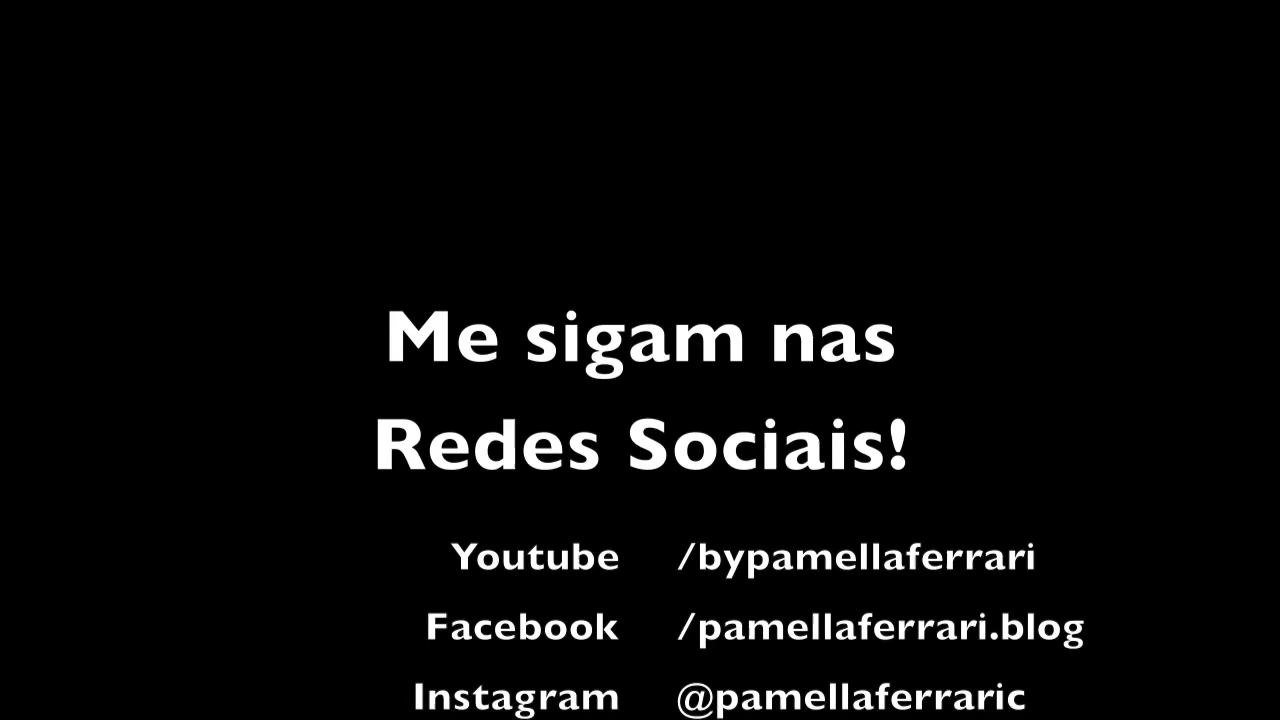 Me sigam nas
Redes Sociais!
Youtube /bypamellaferrari
Facebook /pamellaferrari.blog
Instagram @pamellaferraric